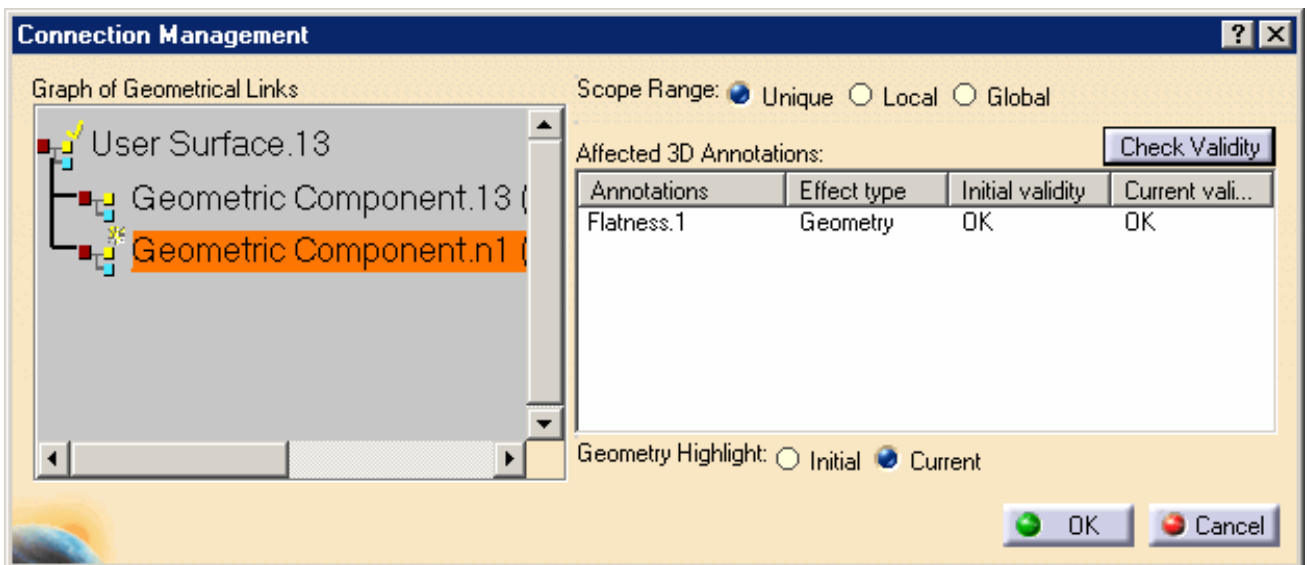 Connection Management
Graph of Geometrical Links
User Surface.13
Geometric Component.13 (
Geometric Component.n1 (
Scope Range: Unique Local Global
Affected 3D Annotations: Check Validity
Annotations Effect type Initial validity Current vali...
Flatness.1 Geometry OK OK
Geometry Highlight: Initial Current
OK Cancel